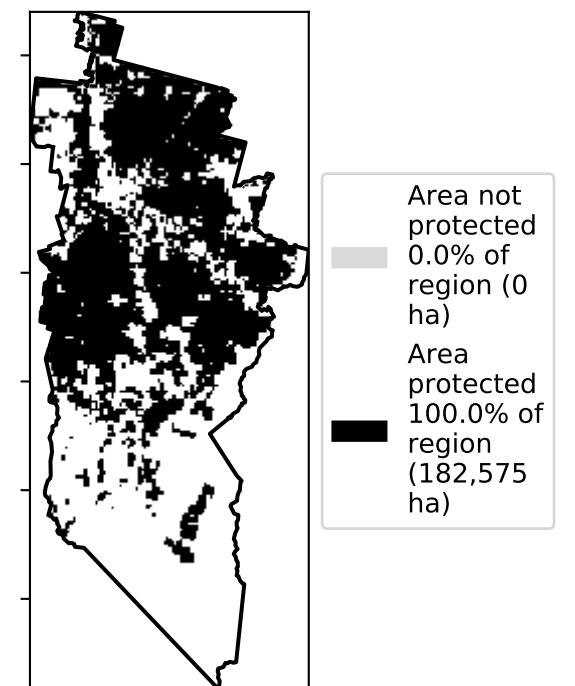 Area not
protected
0.0% of
region (0
ha)
Area
protected
100.0% of
region
(182,575
ha)